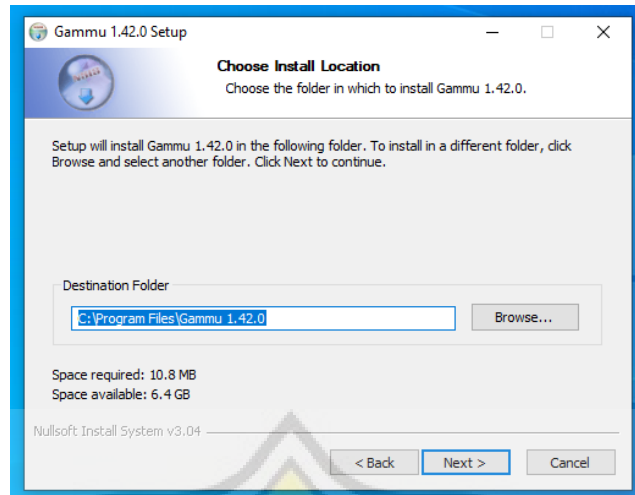 Gammu 1.42.0 Setup
Choose Install Location
Choose the folder in which to install Gammu 1.42.0.
Setup will install Gammu 1.42.0 in the following folder. To install in a different folder, click
Browse and select another folder. Click Next to continue.
Destination Folder
C:\Program Files\Gammu 1.42.0
Browse...
Space required: 10.8 MB
Space available: 6.4 GB
Nullsoft Install System v3.04
< Back
Next >
Cancel